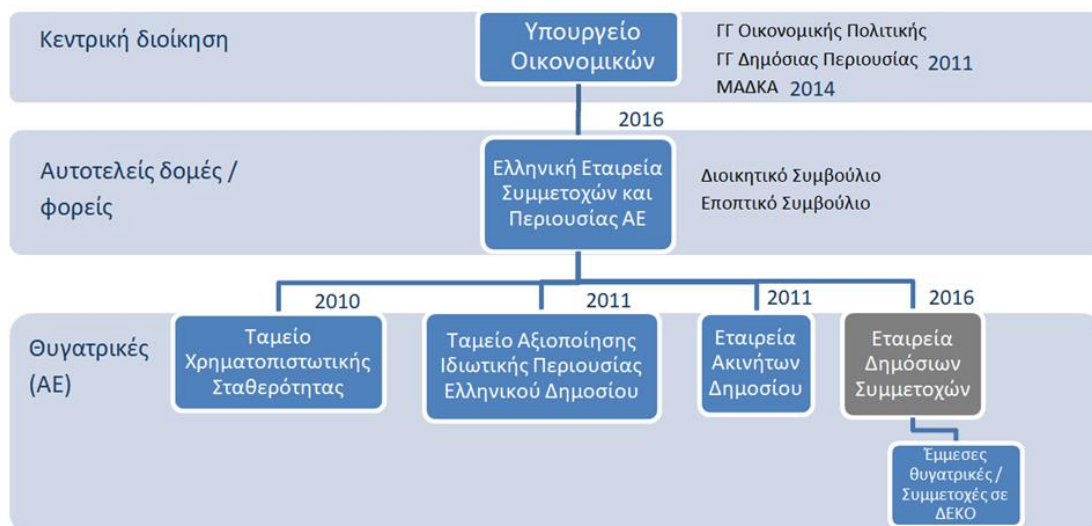 Κεντρική διοίκηση
Υπουργείο
Οικονομικών
ΓΓ Οικονομικής Πολιτικής
ΓΓ Δημόσιας Περιουσίας 2011
ΜΑΔΚΑ 2014
2016
Αυτοτελείς δομές /
φορείς
Ελληνική Εταιρεία
Συμμετοχών και
Περιουσίας ΑΕ
Διοικητικό Συμβούλιο
Εποπτικό Συμβούλιο
2010
2011
2011
2016
Θυγατρικές
(ΑΕ)
Ταμείο
Χρηματοπιστωτικής
Σταθερότητας
Ταμείο Αξιοποίησης
Ιδιωτικής Περιουσίας
Ελληνικού Δημοσίου
Εταιρεία
Ακινήτων
Δημοσίου
Εταιρεία
Δημόσιων
Συμμετοχών
Έμμεσες
θυγατρικές /
Συμμετοχές σε
ΔΕΚΟ